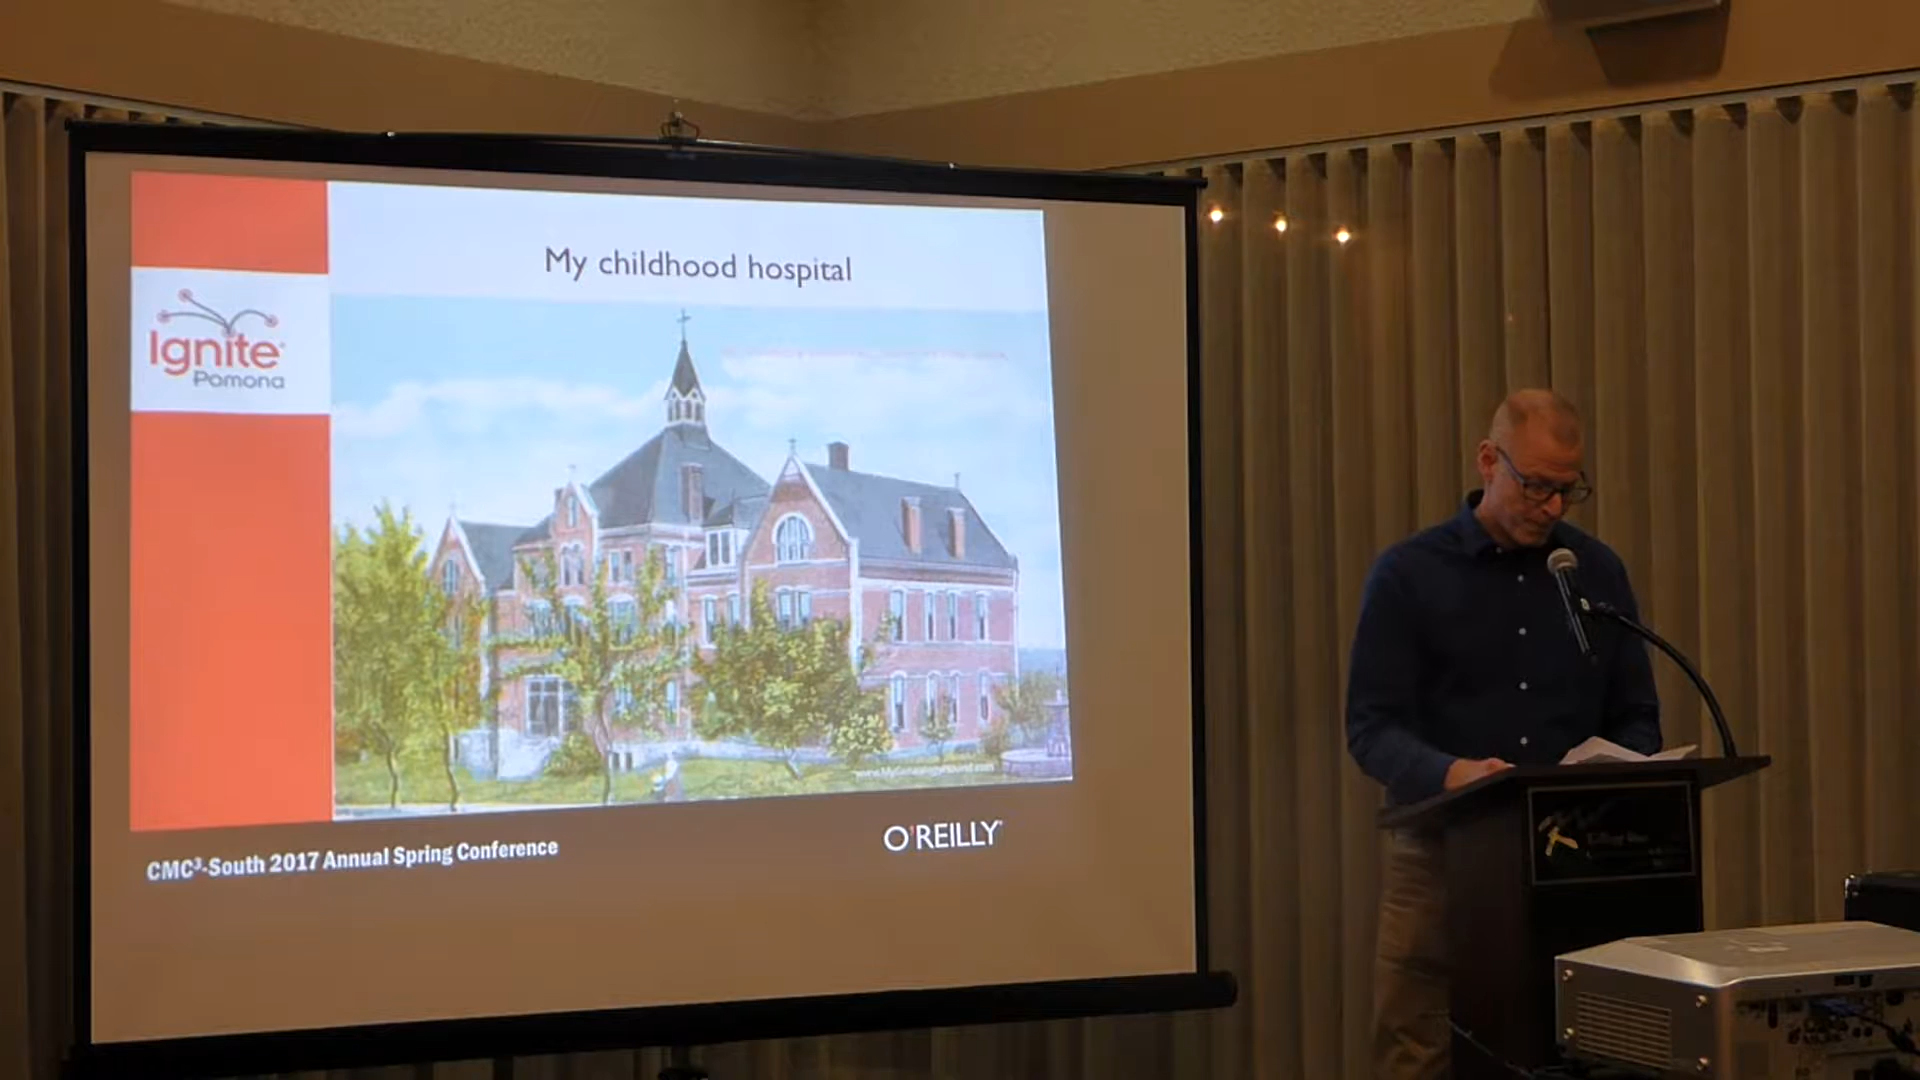 My childhood hospital
Ignite
Pomona
CMC³-South 2017 Annual Spring Conference
O'REILLY